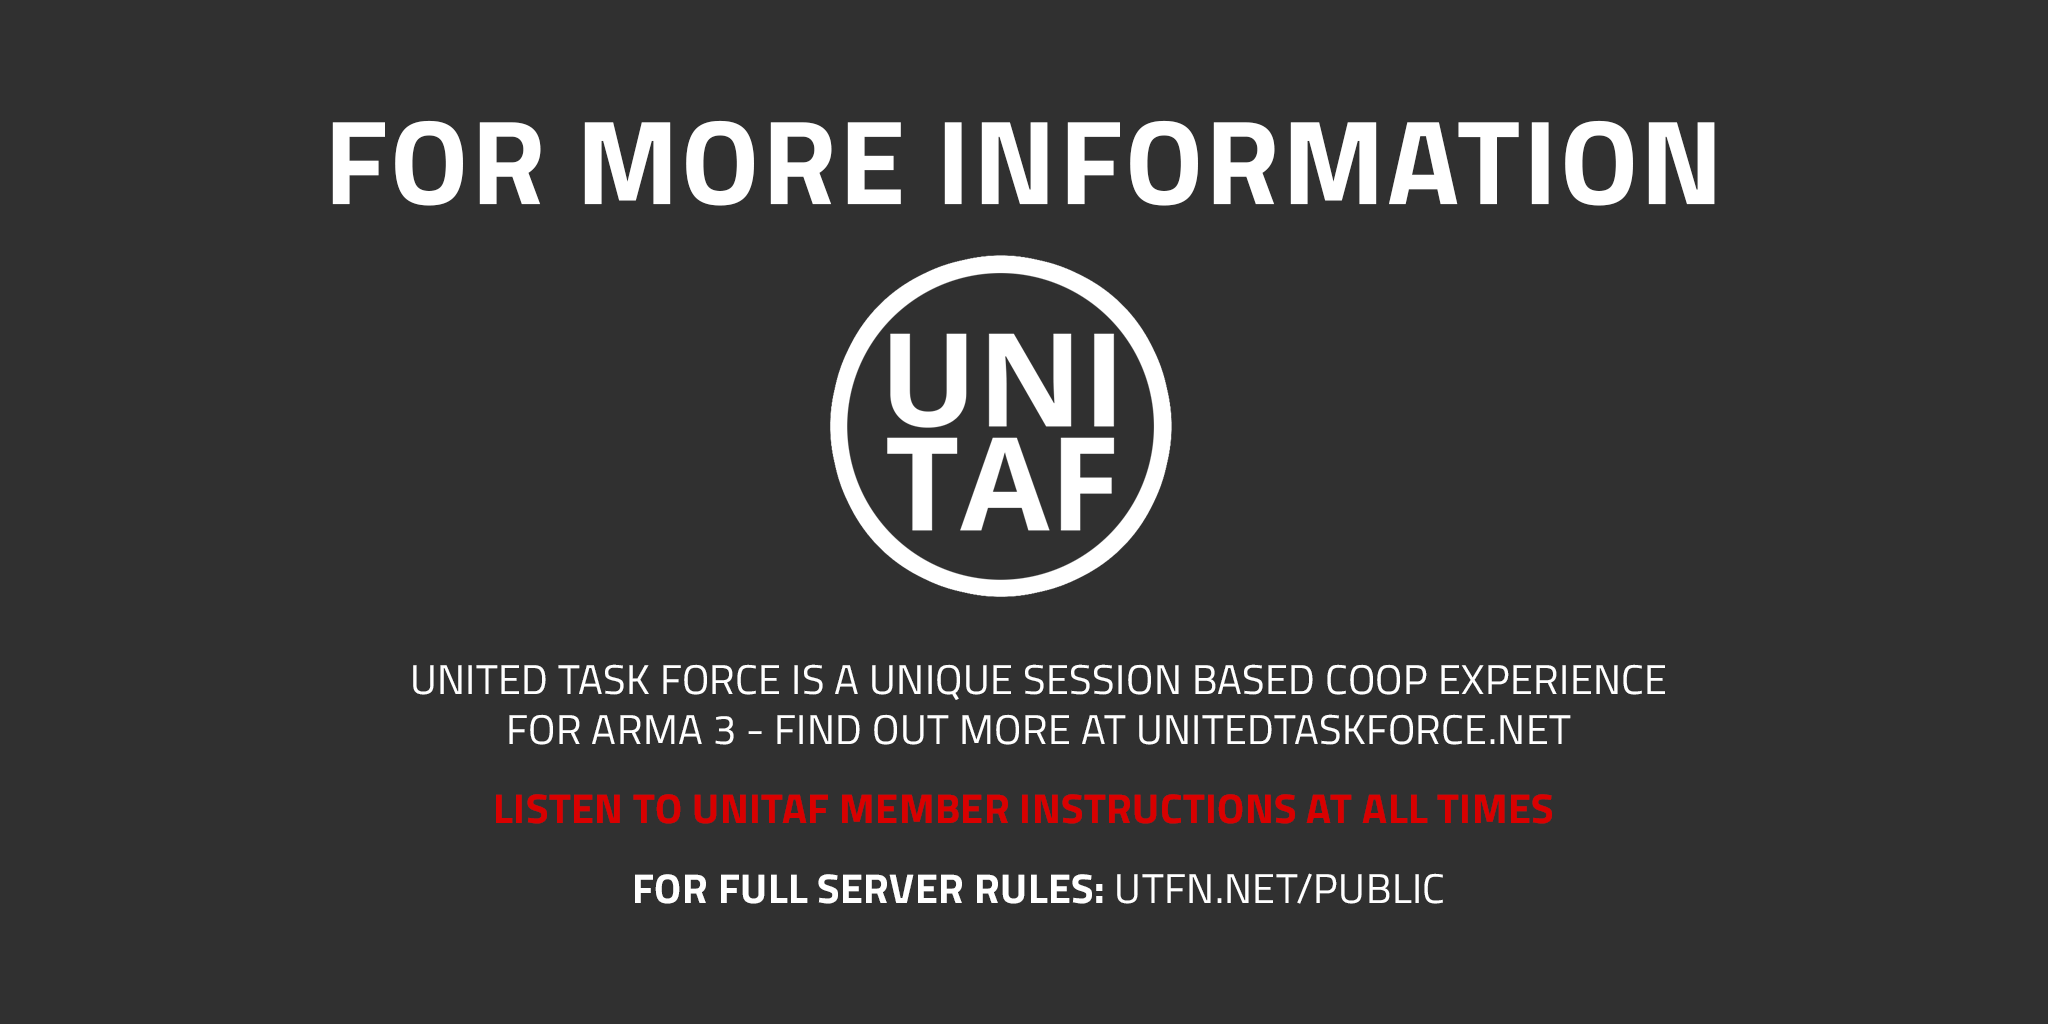 FOR MORE INFORMATION
UNI
TAF
UNITED TASK FORCE IS A UNIQUE SESSION BASED COOP EXPERIENCE
FOR ARMA 3 - FIND OUT MORE AT UNITEDTASKFORCE.NET
LISTEN TO UNITAF MEMBER INSTRUCTIONS AT ALL TIMES
FOR FULL SERVER RULES: UTFN.NET/PUBLIC